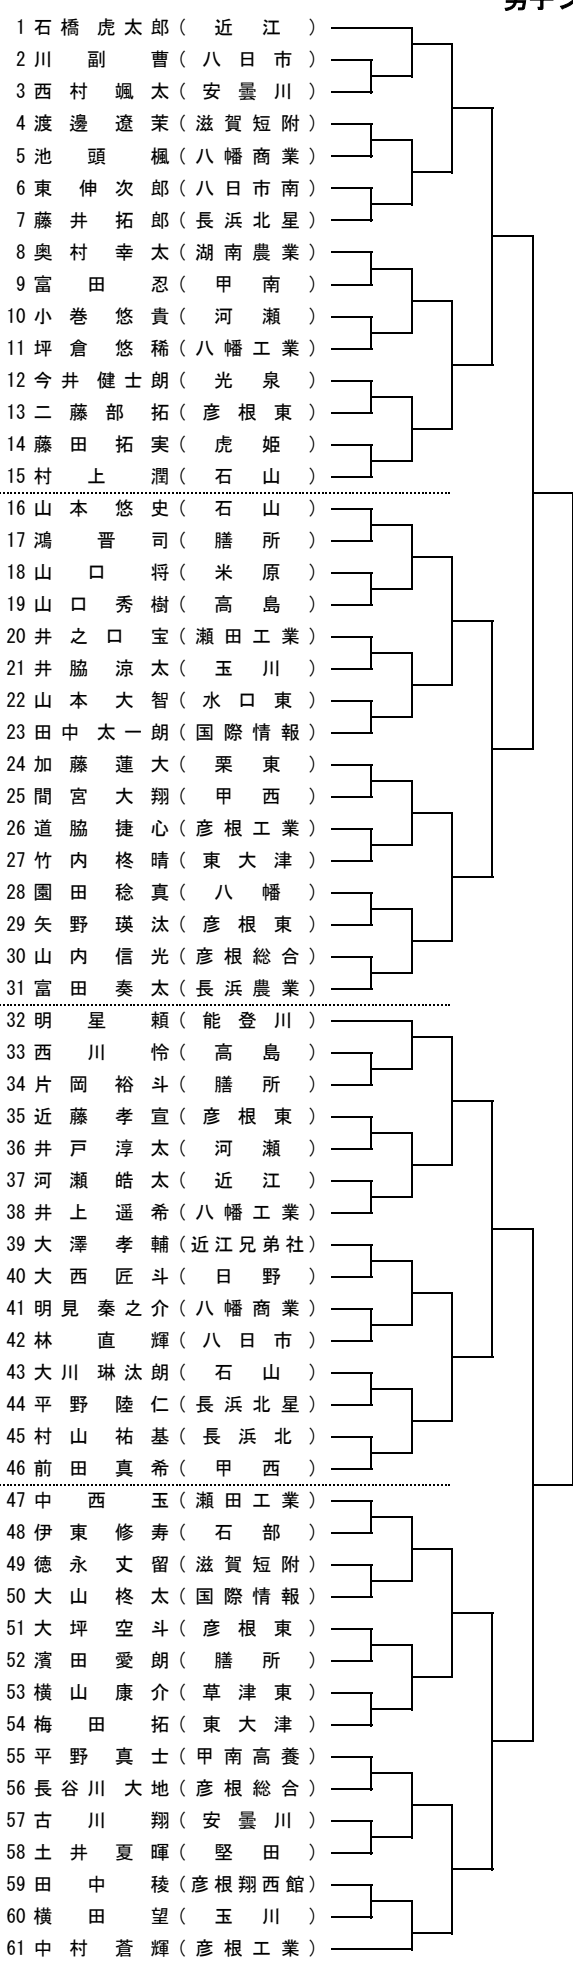 男子シ
1 石橋 虎太郎 ( 近江 )
2 川副 曹 ( 八日市 )
3 西村 颯太 ( 安曇川 )
4 渡邊 遼茉 ( 滋賀短附 )
5 池頭 楓 ( 八幡商業 )
6 東 伸次郎 ( 八日市南 )
7 藤井 拓郎 ( 長浜北星 )
8 奥村 幸太 ( 湖南農業 )
9 富田 忍 ( 甲南 )
10 小巻 悠貴 ( 河瀬 )
11 坪倉 悠稀 ( 八幡工業 )
12 今井 健士朗 ( 光泉 )
13 二藤部 拓 ( 彦根東 )
14 藤田 拓実 ( 虎姫 )
15 村上 潤 ( 石山 )
16 山本 悠史 ( 石山 )
17 鴻 晋司 ( 膳所 )
18 山口 将 ( 米原 )
19 山口 秀樹 ( 高島 )
20 井之口 宝 ( 瀬田工業 )
21 井脇 涼太 ( 玉川 )
22 山本 大智 ( 水口東 )
23 田中 太一朗 ( 国際情報 )
24 加藤 蓮大 ( 栗東 )
25 間宮 大翔 ( 甲西 )
26 道脇 捷心 ( 彦根工業 )
27 竹内 柊晴 ( 東大津 )
28 園田 稔真 ( 八幡 )
29 矢野 瑛汰 ( 彦根東 )
30 山内 信光 ( 彦根総合 )
31 富田 奏太 ( 長浜農業 )
32 明星 頼 ( 能登川 )
33 西川 怜 ( 高島 )
34 片岡 裕斗 ( 膳所 )
35 近藤 孝宣 ( 彦根東 )
36 井戸 淳太 ( 河瀬 )
37 河瀬 皓太 ( 近江 )
38 井上 遥希 ( 八幡工業 )
39 大澤 孝輔 ( 近江兄弟社 )
40 大西 匠斗 ( 日野 )
41 明見 秦之介 ( 八幡商業 )
42 林 直輝 ( 八日市 )
43 大川 琳汰朗 ( 石山 )
44 平野 陸仁 ( 長浜北星 )
45 村山 祐基 ( 長浜北 )
46 前田 真希 ( 甲西 )
47 中西 玉 ( 瀬田工業 )
48 伊東 修寿 ( 石部 )
49 徳永 丈留 ( 滋賀短附 )
50 大山 柊太 ( 国際情報 )
51 大坪 空斗 ( 彦根東 )
52 濱田 愛朗 ( 膳所 )
53 横山 康介 ( 草津東 )
54 梅田 拓 ( 東大津 )
55 平野 真士 ( 甲南高養 )
56 長谷川 大地 ( 彦根総合 )
57 古川 翔 ( 安曇川 )
58 土井 夏暉 ( 堅田 )
59 田中 稜 ( 彦根翔西館 )
60 横田 望 ( 玉川 )
61 中村 蒼輝 ( 彦根工業 )